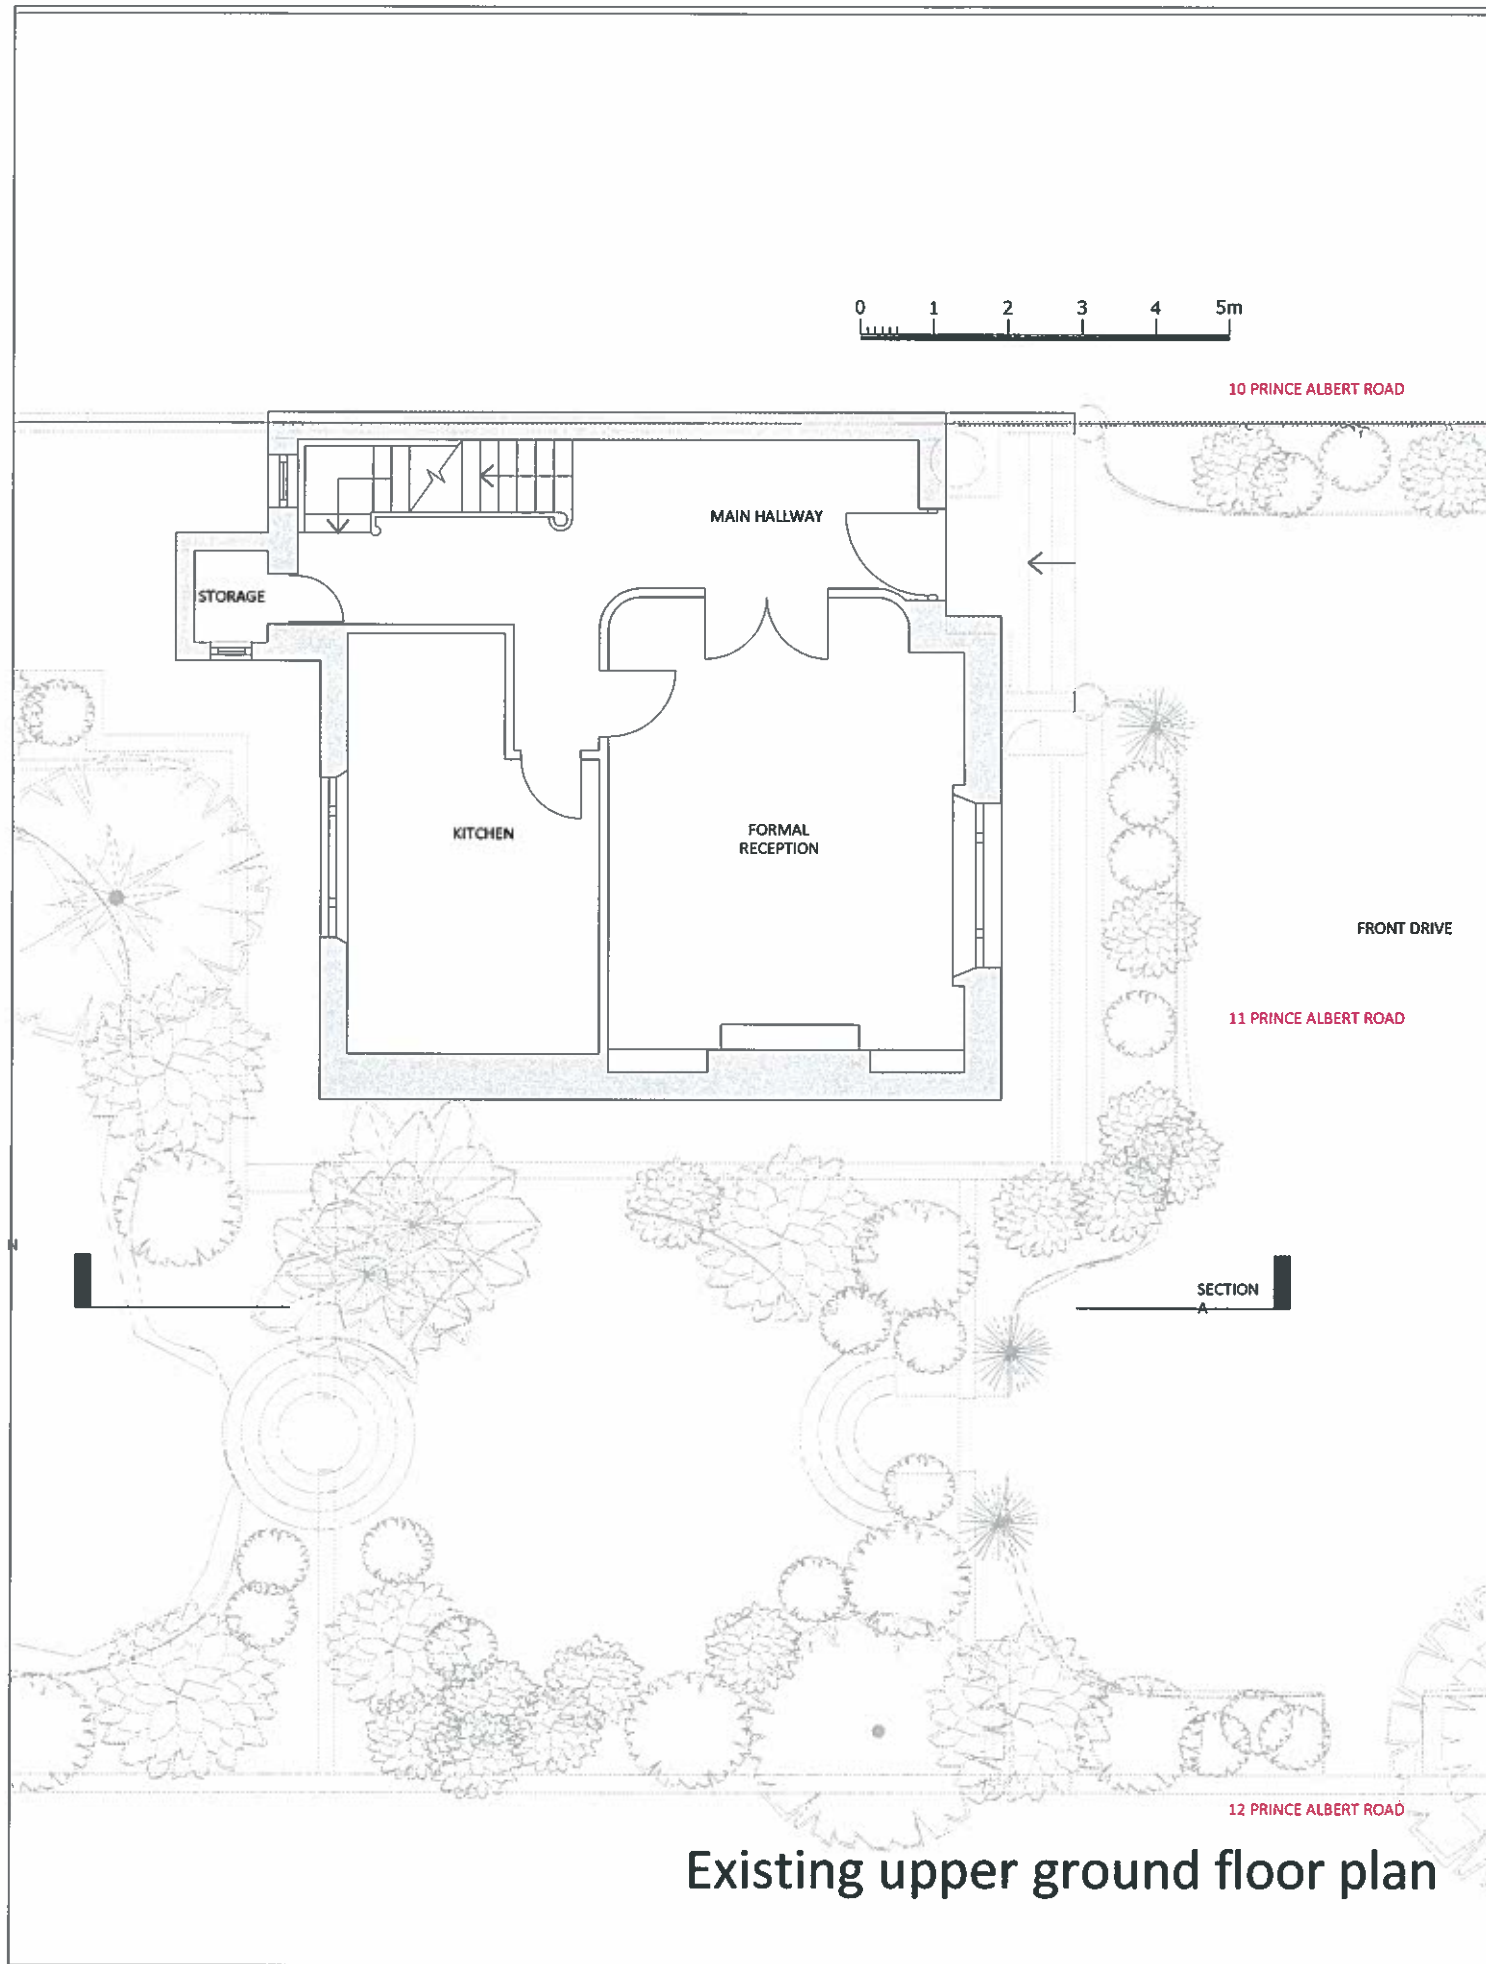 0 1 2 3 4 5m
10 PRINCE ALBERT ROAD
MAIN HALLWAY
STORAGE
KITCHEN
FORMAL
RECEPTION
FRONT DRIVE
11 PRINCE ALBERT ROAD
N
SECTION
A
12 PRINCE ALBERT ROAD
Existing upper ground floor plan